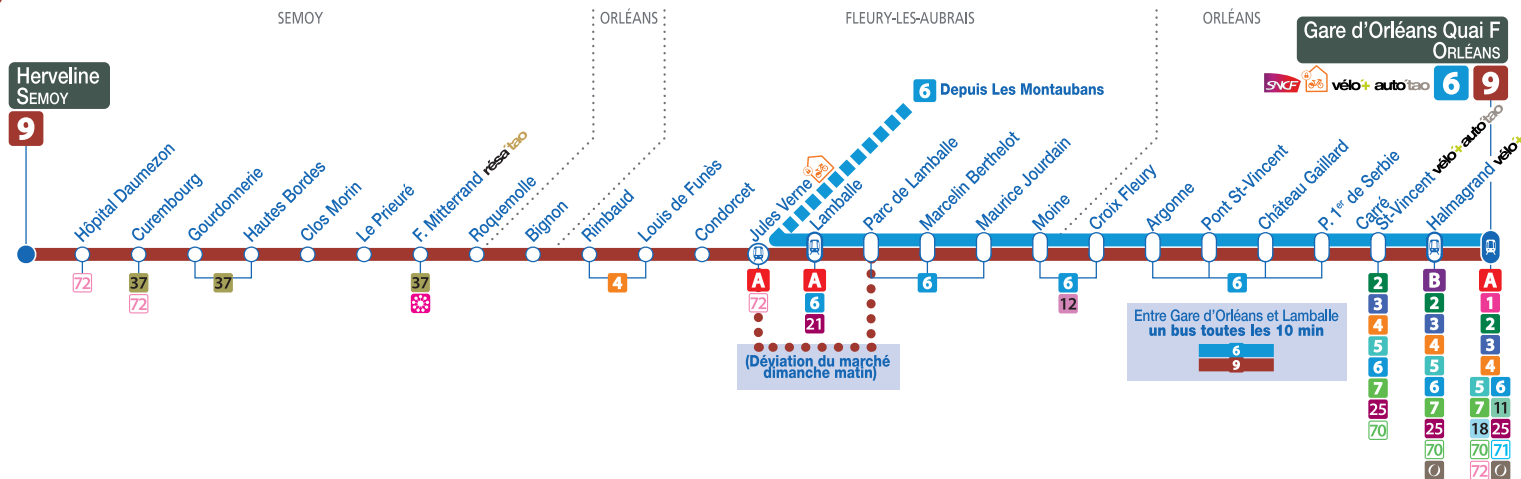 SEMOY
ORLÉANS
FLEURY-LES-AUBRAIS
ORLÉANS
Herveline
SEMOY
9
Gare d'Orléans Quai F
ORLÉANS
SNCF vélo+ auto'tao 6 9
6 Depuis Les Montaubans
Hôpital Daumezon
Curembourg
Gourdonnerie
Hautes Bordes
Clos Morin
Le Prieuré
F. Mitterrand résa'tao
Roquemolle
Bignon
Rimbaud
Louis de Funès
Condorcet
Jules Verne
Lamballe
Parc de Lamballe
Marcelin Berthelot
Maurice Jourdain
Moine
Croix Fleury
Argonne
Pont St-Vincent
Château Gaillard
P. 1er de Serbie
Carré
St-Vincent vélo+ auto'tao
Halmagrand vélo+
72
37
72
37
37
4
A
72
A
6
21
6
6
12
6
2
3
4
5
6
7
25
70
B
2
3
4
5
6
7
25
70
O
A
1
2
3
4
5 6
7 11
18 25
70 71
72 O
(Déviation du marché
dimanche matin)
Entre Gare d'Orléans et Lamballe
un bus toutes les 10 min
6
9